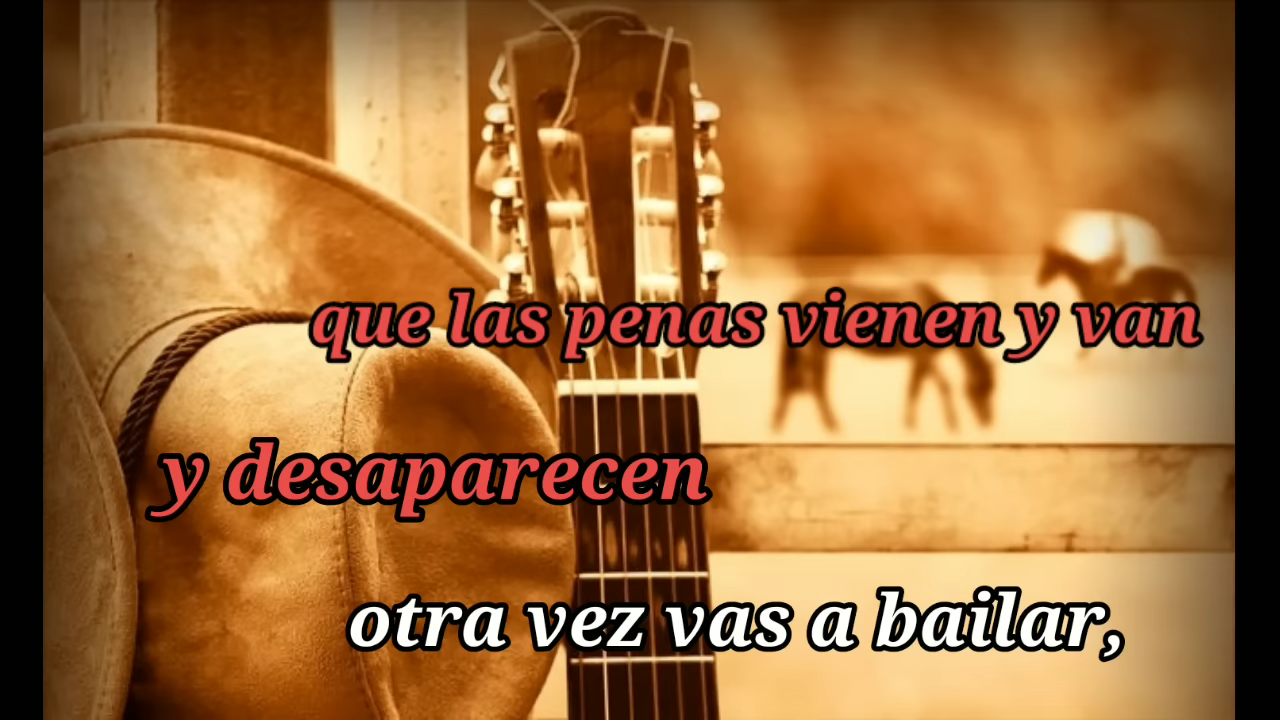 que las penas vienen y van
y desaparecen
otra vez vas a bailar,